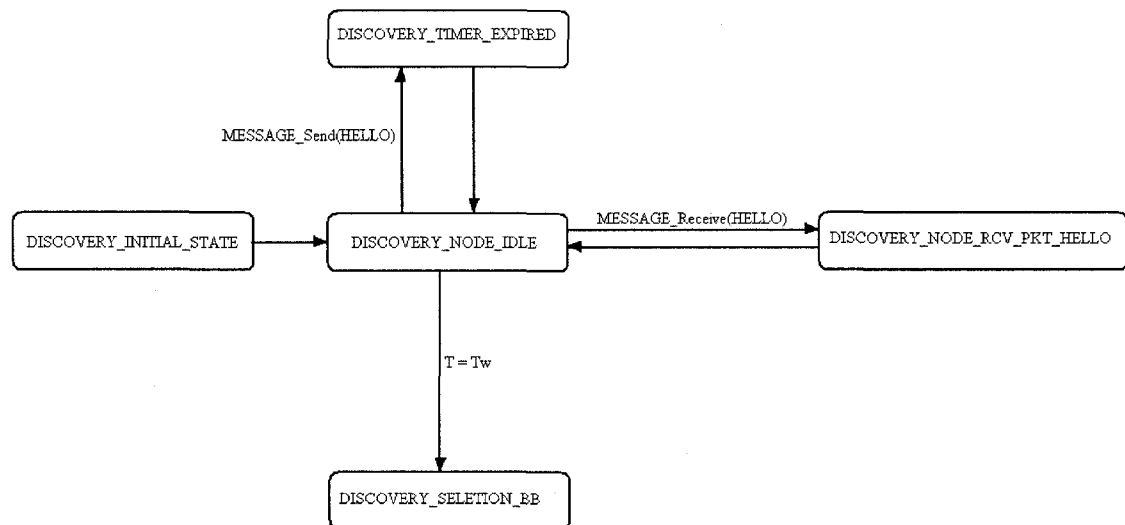 DISCOVERY_TIMER_EXPIRED
MESSAGE_Send(HELLO)
MESSAGE_Receive(HELLO)
DISCOVERY_INITIAL_STATE
DISCOVERY_NODE_IDLE
DISCOVERY_NODE_RCV_PKT_HELLO
T = Tw
DISCOVERY_SELETION_BB